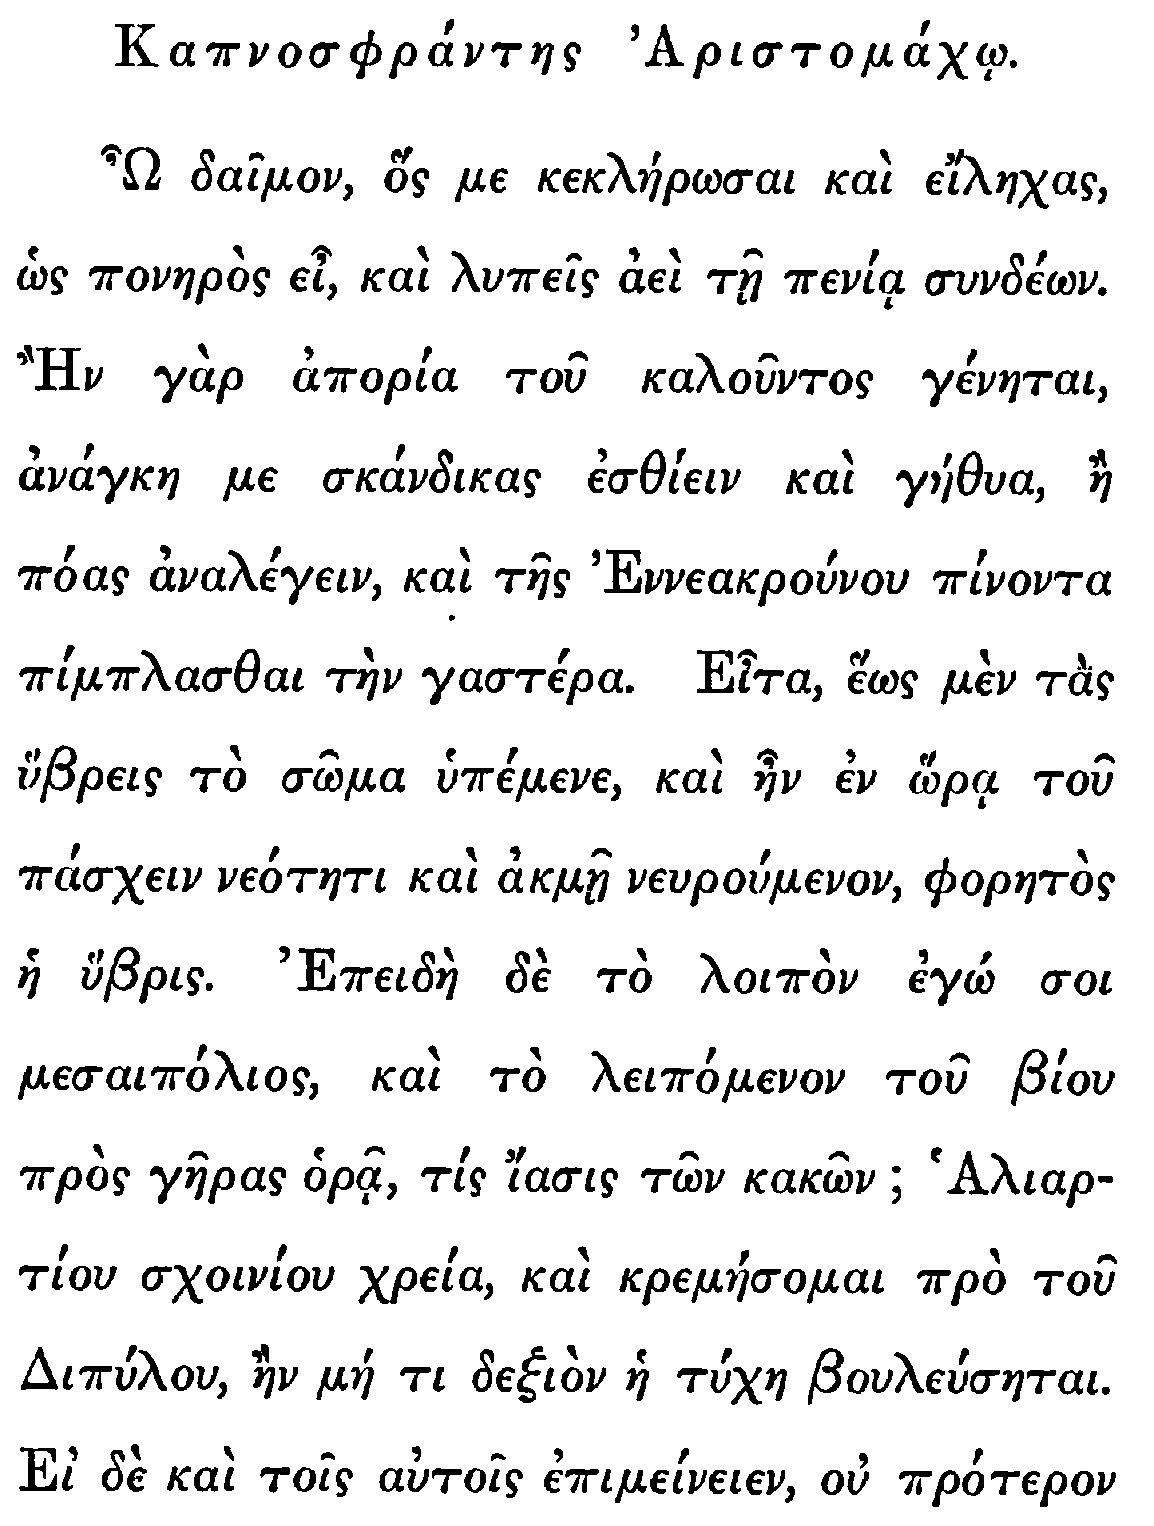 Καπνοσφράντης Ἀριστομάχῳ.
Ὦ δαῖμον, ὅς με κεκλήρωσαι καὶ εἴληχας,
ὡς πονηρὸς εἶ, καὶ λυπεῖς ἀεὶ τῇ πενίᾳ συνδέων.
Ἢν γὰρ ἀπορία τοῦ καλοῦντος γένηται,
ἀνάγκη με σκάνδικας ἐσθίειν καὶ γήθυα, ἢ
πόας ἀναλέγειν, καὶ τῆς Ἐννεακρούνου πίνοντα
πίμπλασθαι τὴν γαστέρα. Εἶτα, ἕως μὲν τὰς
ὕβρεις τὸ σῶμα ὑπέμενε, καὶ ἦν ἐν ὥρᾳ τοῦ
πάσχειν νεότητι καὶ ἀκμῇ νευρούμενον, φορητὸς
ἡ ὕβρις. Ἐπειδὴ δὲ τὸ λοιπὸν ἐγώ σοι
μεσαιπόλιος, καὶ τὸ λειπόμενον τοῦ βίου
πρὸς γῆρας ὁρᾷ, τίς ἴασις τῶν κακῶν ; Ἁλιαρ-
τίου σχοινίου χρεία, καὶ κρεμήσομαι πρὸ τοῦ
Διπύλου, ἢν μή τι δεξιὸν ἡ τύχη βουλεύσηται.
Εἰ δὲ καὶ τοῖς αὐτοῖς ἐπιμείνειεν, οὐ πρότερον